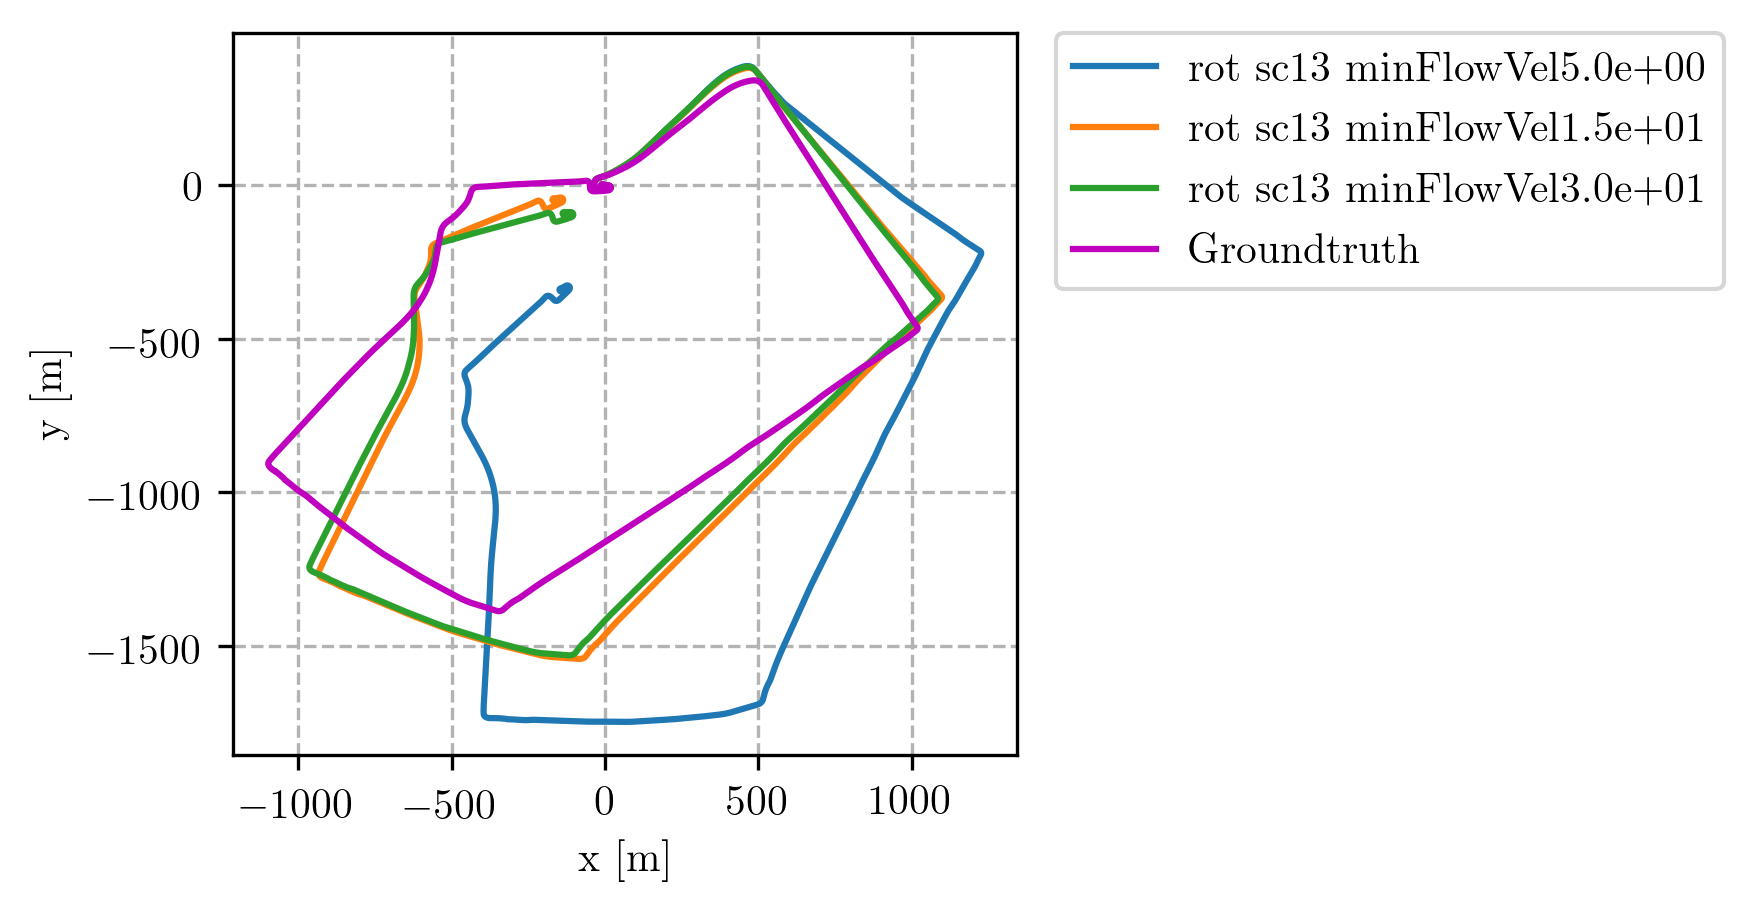 rot sc13 minFlowVel5.0e+00
rot sc13 minFlowVel1.5e+01
rot sc13 minFlowVel3.0e+01
Groundtruth
0
−500
−1000
−1500
y [m]
−1000 −500 0 500 1000
x [m]